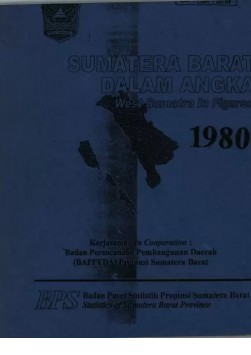 SUMATERA BARAT
DALAM ANGKA
West Sumatra in Figures
1980
Kerjasama / In Cooperation :
Badan Perencanaan Pembangunan Daerah
(BAPPEDA) Propinsi Sumatera Barat
BPS Badan Pusat Statistik Propinsi Sumatera Barat
Statistics of Sumatera Barat Province